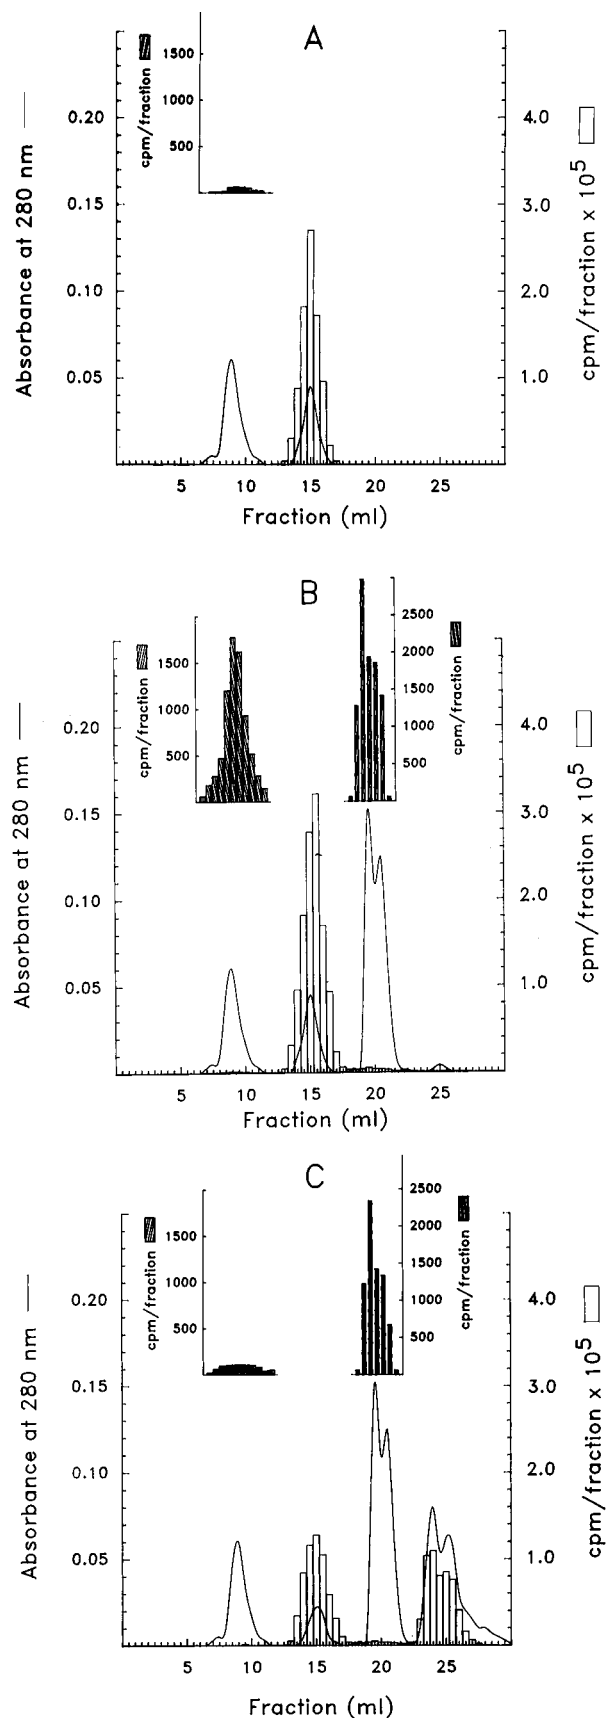 A
Absorbance at 280 nm
cpm/fraction
1500
1000
500
0.20
0.15
0.10
0.05
4.0
3.0
2.0
1.0
cpm/fraction x 10⁵
5 10 15 20 25
Fraction (ml)
B
Absorbance at 280 nm
cpm/fraction
1500
1000
500
2500
2000
1500
1000
500
cpm/fraction
0.20
0.15
0.10
0.05
4.0
3.0
2.0
1.0
cpm/fraction x 10⁵
5 10 15 20 25
Fraction (ml)
C
Absorbance at 280 nm
cpm/fraction
1500
1000
500
2500
2000
1500
1000
500
cpm/fraction
0.20
0.15
0.10
0.05
4.0
3.0
2.0
1.0
cpm/fraction x 10⁵
5 10 15 20 25
Fraction (ml)